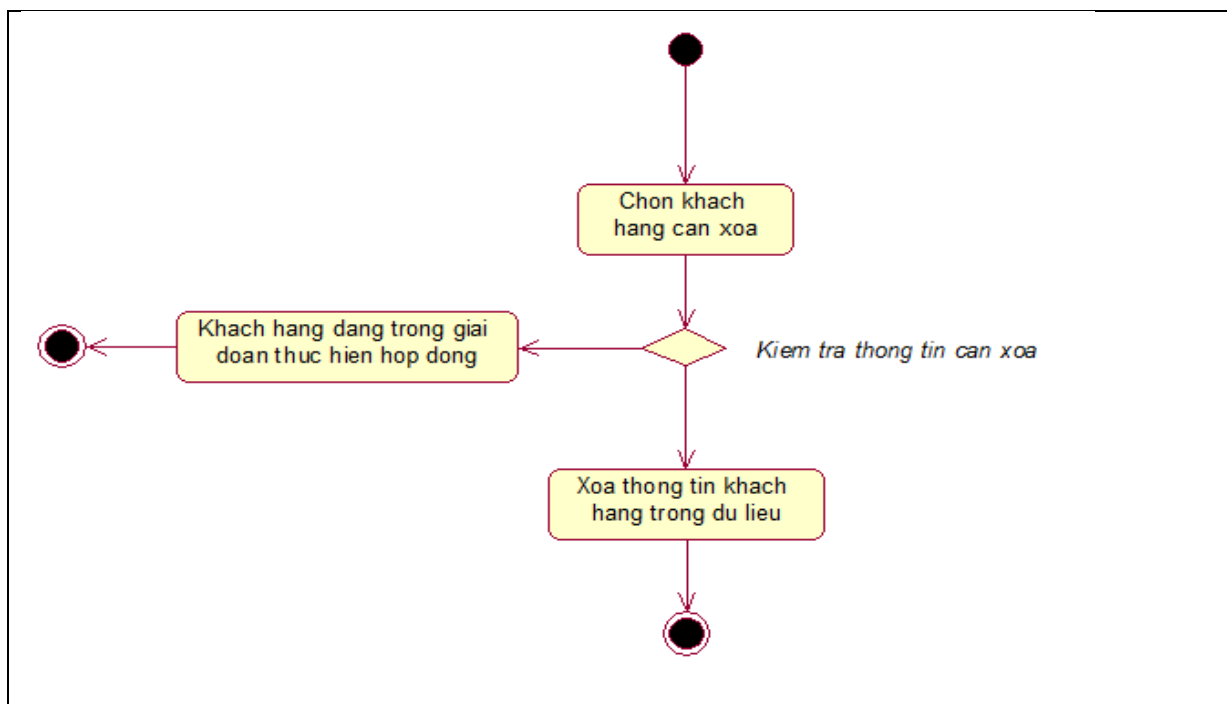 Chon khach
hang can xoa
Khach hang dang trong giai
doan thuc hien hop dong
Kiem tra thong tin can xoa
Xoa thong tin khach
hang trong du lieu